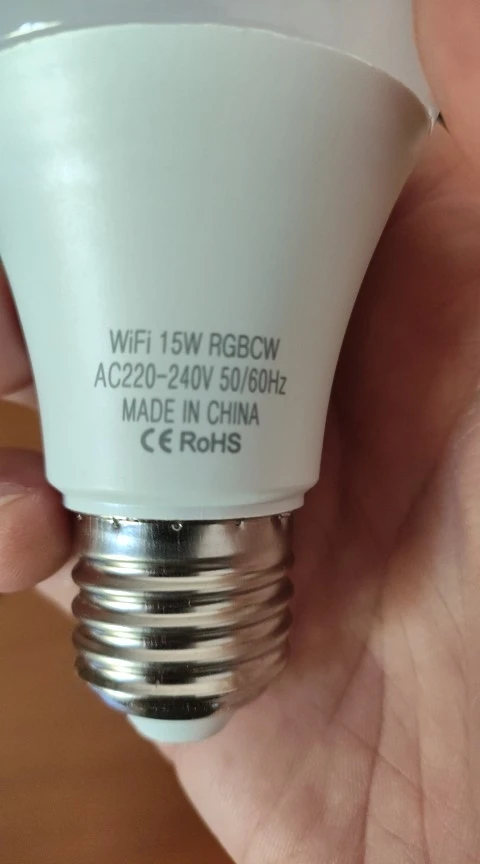 WiFi 15W RGBCW
AC220-240V 50/60Hz
MADE IN CHINA
CE RoHS